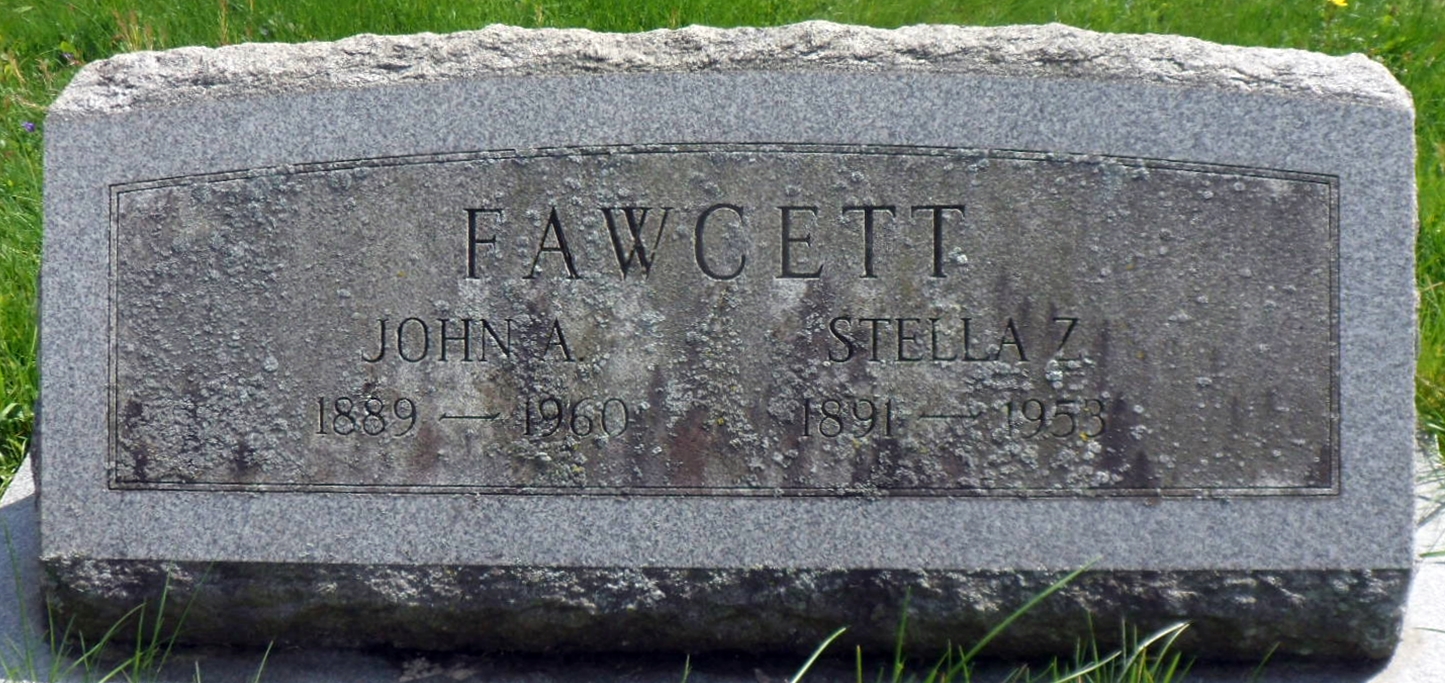 FAWCETT
JOHN A. STELLA Z
1889 — 1960 1891 — 1953